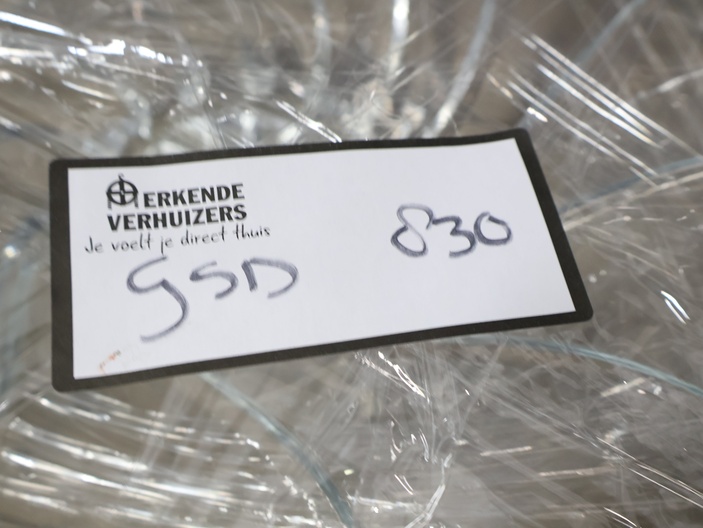 ERKENDE
VERHUIZERS
Je voelt je direct thuis
GSD 830